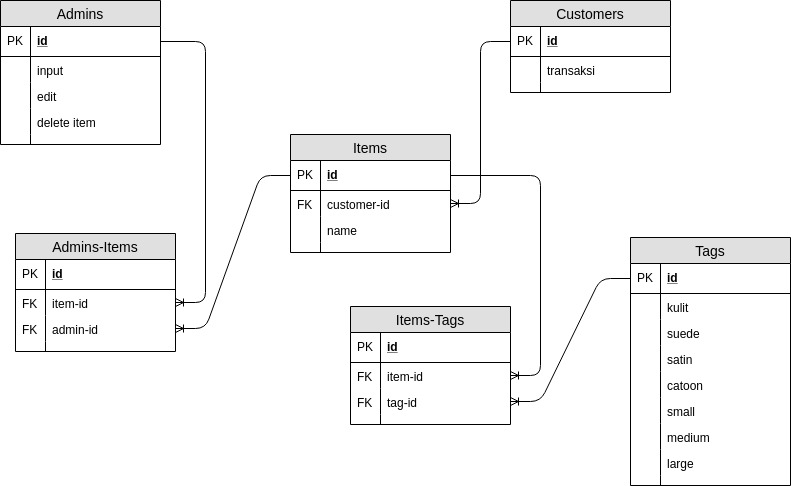 Admins
PK id
input
edit
delete item
Customers
PK id
transaksi
Items
PK id
FK customer-id
name
Admins-Items
PK id
FK item-id
FK admin-id
Items-Tags
PK id
FK item-id
FK tag-id
Tags
PK id
kulit
suede
satin
catoon
small
medium
large